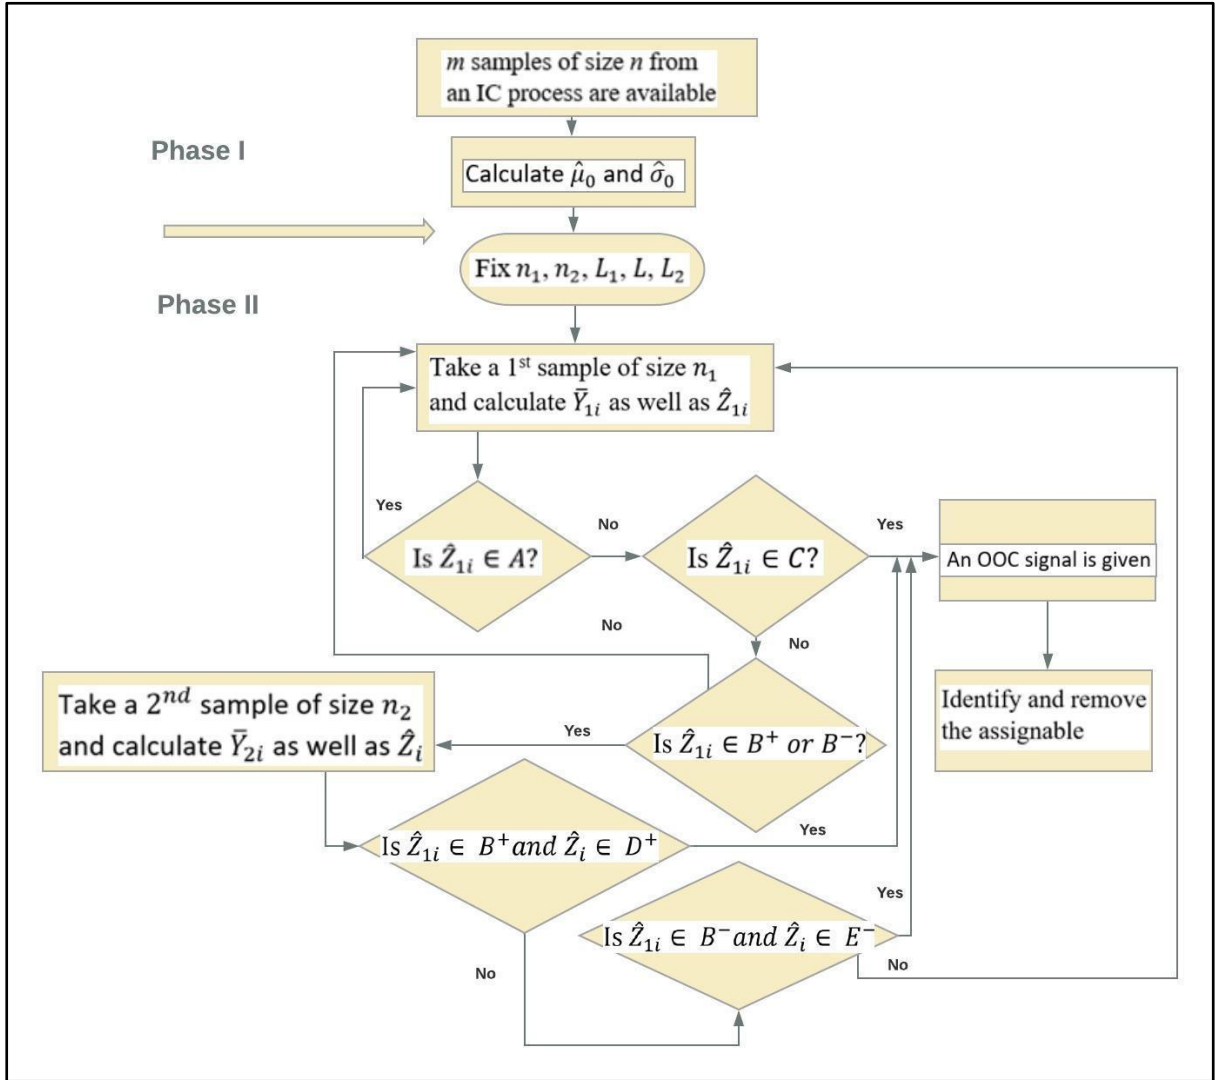 m samples of size n from
an IC process are available
Phase I
Calculate μ̂₀ and σ̂₀
Fix n₁, n₂, L₁, L, L₂
Phase II
Take a 1ˢᵗ sample of size n₁
and calculate Ȳ₁ᵢ as well as Ẑ₁ᵢ
Yes
Is Ẑ₁ᵢ ∈ A?
No
Is Ẑ₁ᵢ ∈ C?
Yes
An OOC signal is given
No
No
Identify and remove
the assignable
Is Ẑ₁ᵢ ∈ B⁺ or B⁻?
Yes
Take a 2ⁿᵈ sample of size n₂
and calculate Ȳ₂ᵢ as well as Ẑᵢ
Is Ẑ₁ᵢ ∈ B⁺and Ẑᵢ ∈ D⁺
Yes
Is Ẑ₁ᵢ ∈ B⁻and Ẑᵢ ∈ E⁻
Yes
No
No